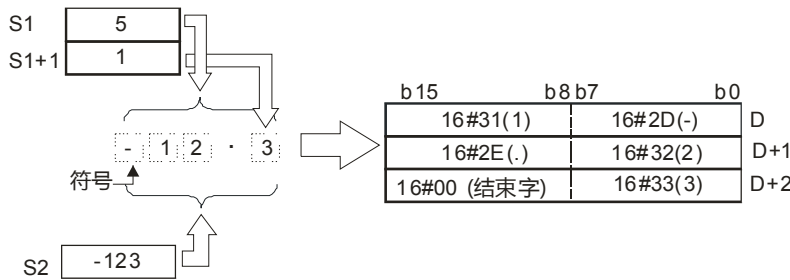 S1 5
S1+1 1
b15 b8 b7 b0
16#31(1) 16#2D(-) D
- 1 2 · 3
16#2E(.) 16#32(2) D+1
符号
16#00 (结束字) 16#33(3) D+2
S2 -123